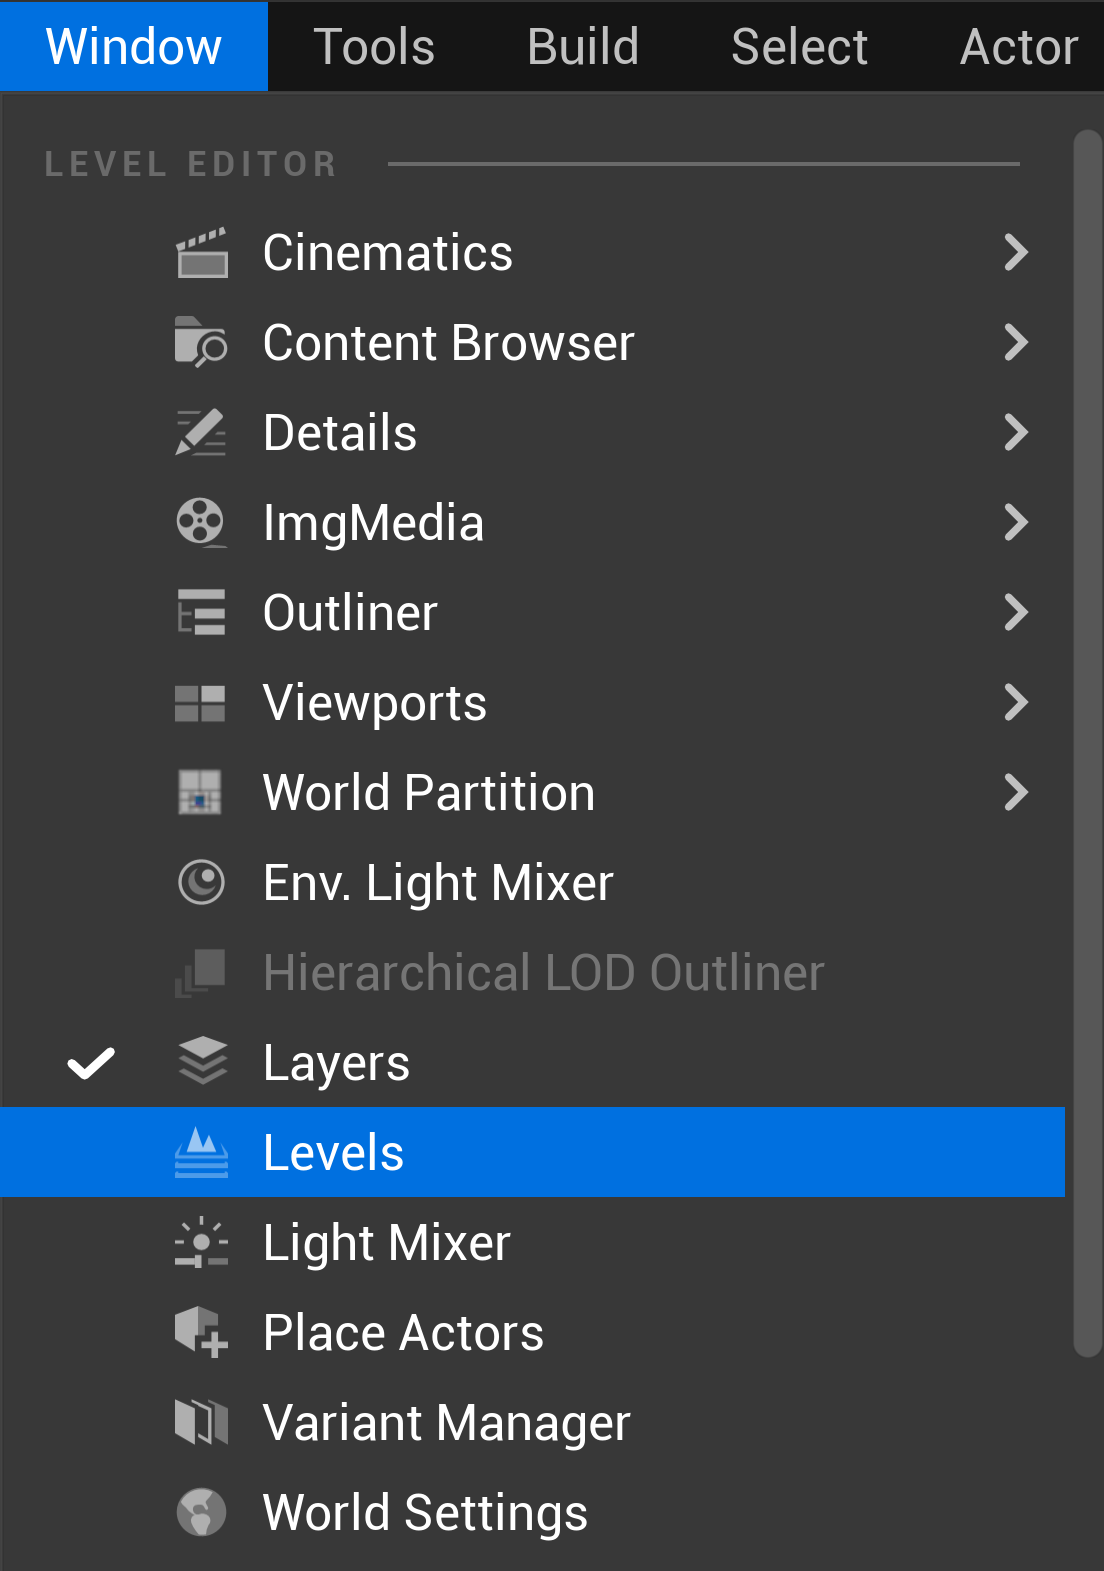 Window Tools Build Select Actor
LEVEL EDITOR
Cinematics
Content Browser
Details
ImgMedia
Outliner
Viewports
World Partition
Env. Light Mixer
Hierarchical LOD Outliner
Layers
Levels
Light Mixer
Place Actors
Variant Manager
World Settings